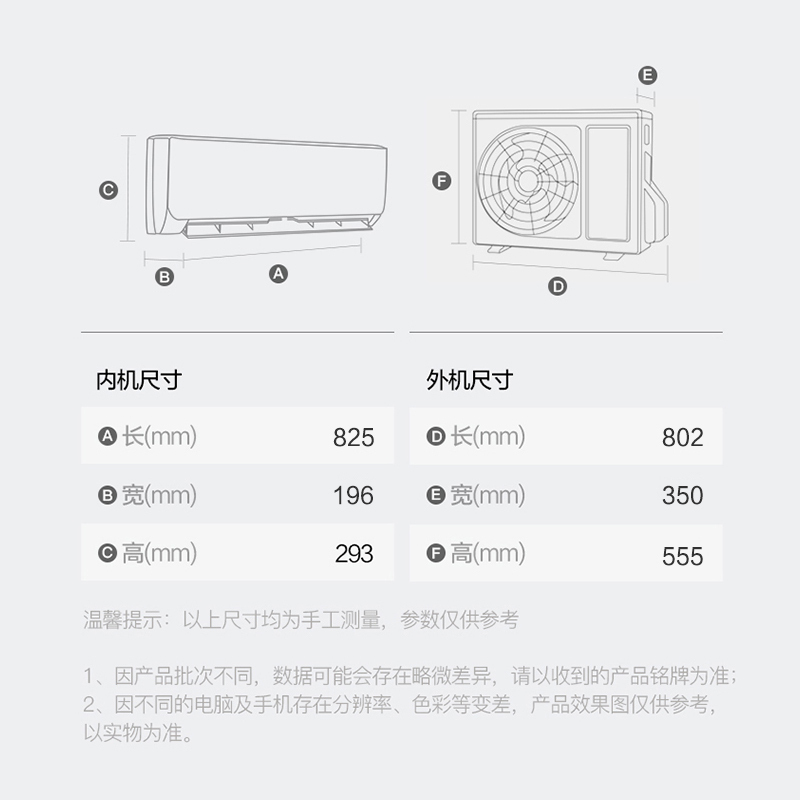 E
C
F
B
A
D
内机尺寸
A 长(mm) 825
B 宽(mm) 196
C 高(mm) 293
外机尺寸
D 长(mm) 802
E 宽(mm) 350
F 高(mm) 555
温馨提示：以上尺寸均为手工测量，参数仅供参考
1、因产品批次不同，数据可能会存在略微差异，请以收到的产品铭牌为准；
2、因不同的电脑及手机存在分辨率、色彩等变差，产品效果图仅供参考，
以实物为准。